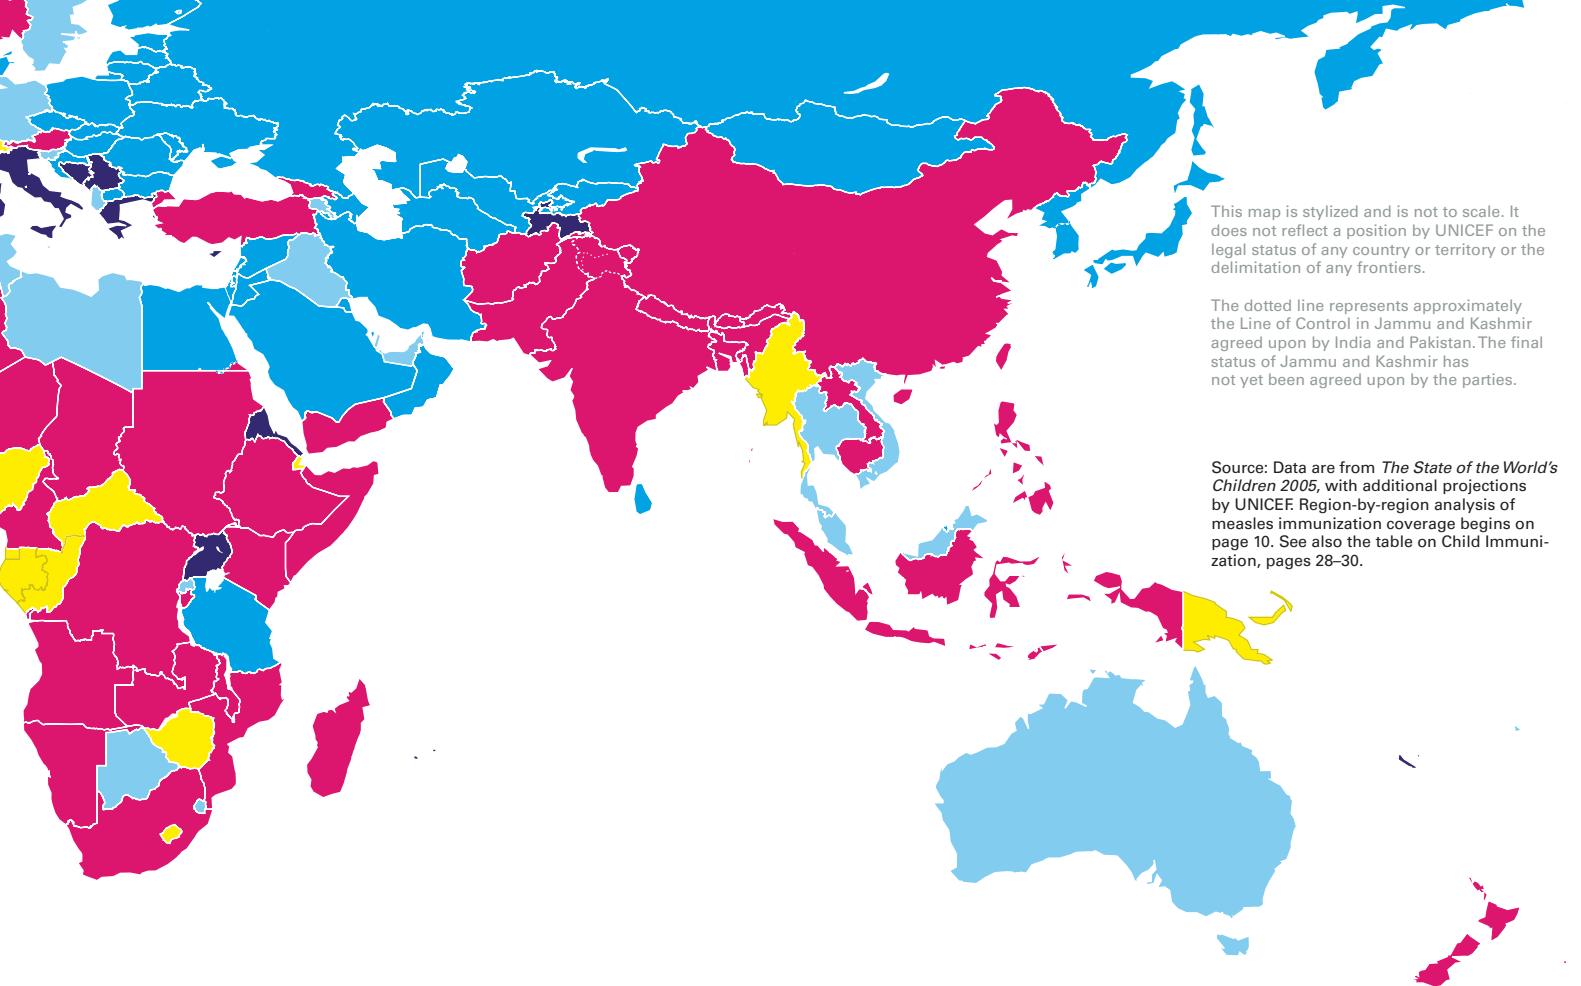 This map is stylized and is not to scale. It
does not reflect a position by UNICEF on the
legal status of any country or territory or the
delimitation of any frontiers.
The dotted line represents approximately
the Line of Control in Jammu and Kashmir
agreed upon by India and Pakistan. The final
status of Jammu and Kashmir has
not yet been agreed upon by the parties.
Source: Data are from The State of the World's
Children 2005, with additional projections
by UNICEF. Region-by-region analysis of
measles immunization coverage begins on
page 10. See also the table on Child Immuni-
zation, pages 28–30.